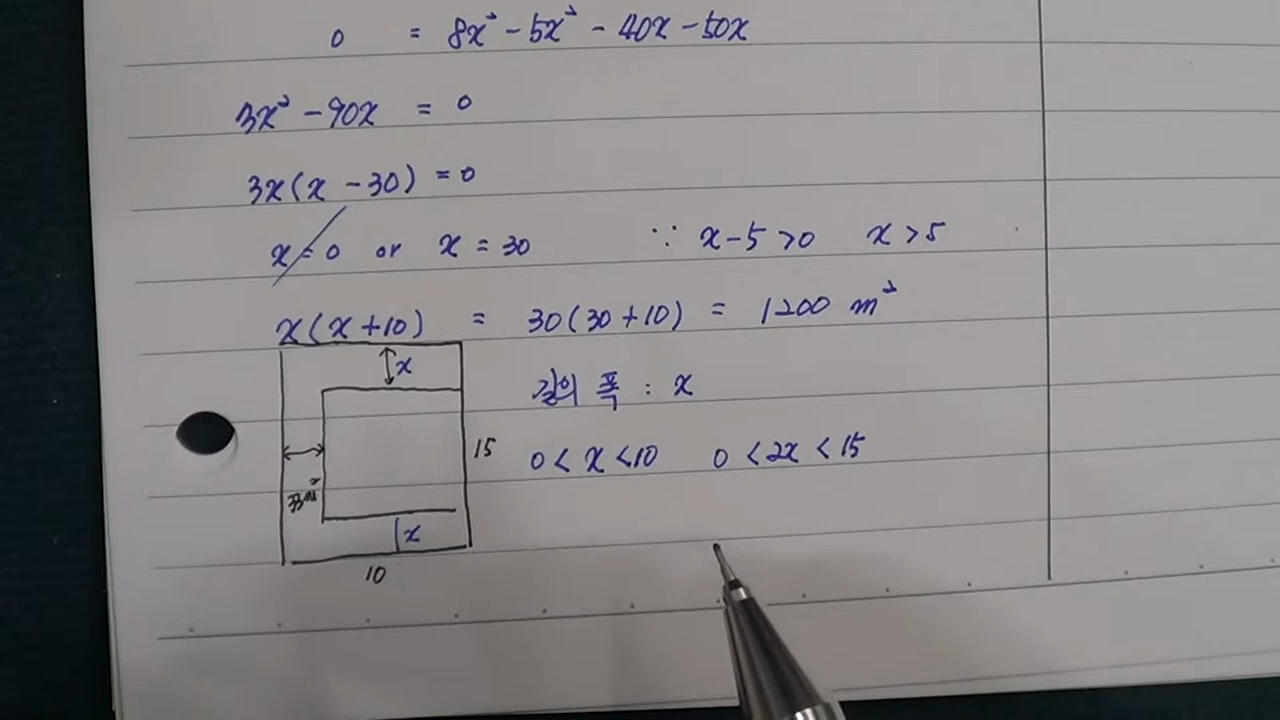 0 = 8x² - 5x² - 40x - 50x
3x² - 90x = 0
3x(x - 30) = 0
x = 0 or x = 30 ∵ x - 5 > 0 x > 5
x(x + 10) = 30(30 + 10) = 1200 m²
x
길의 폭 : x
15
0 < x < 10 0 < 2x < 15
33m²
x
10